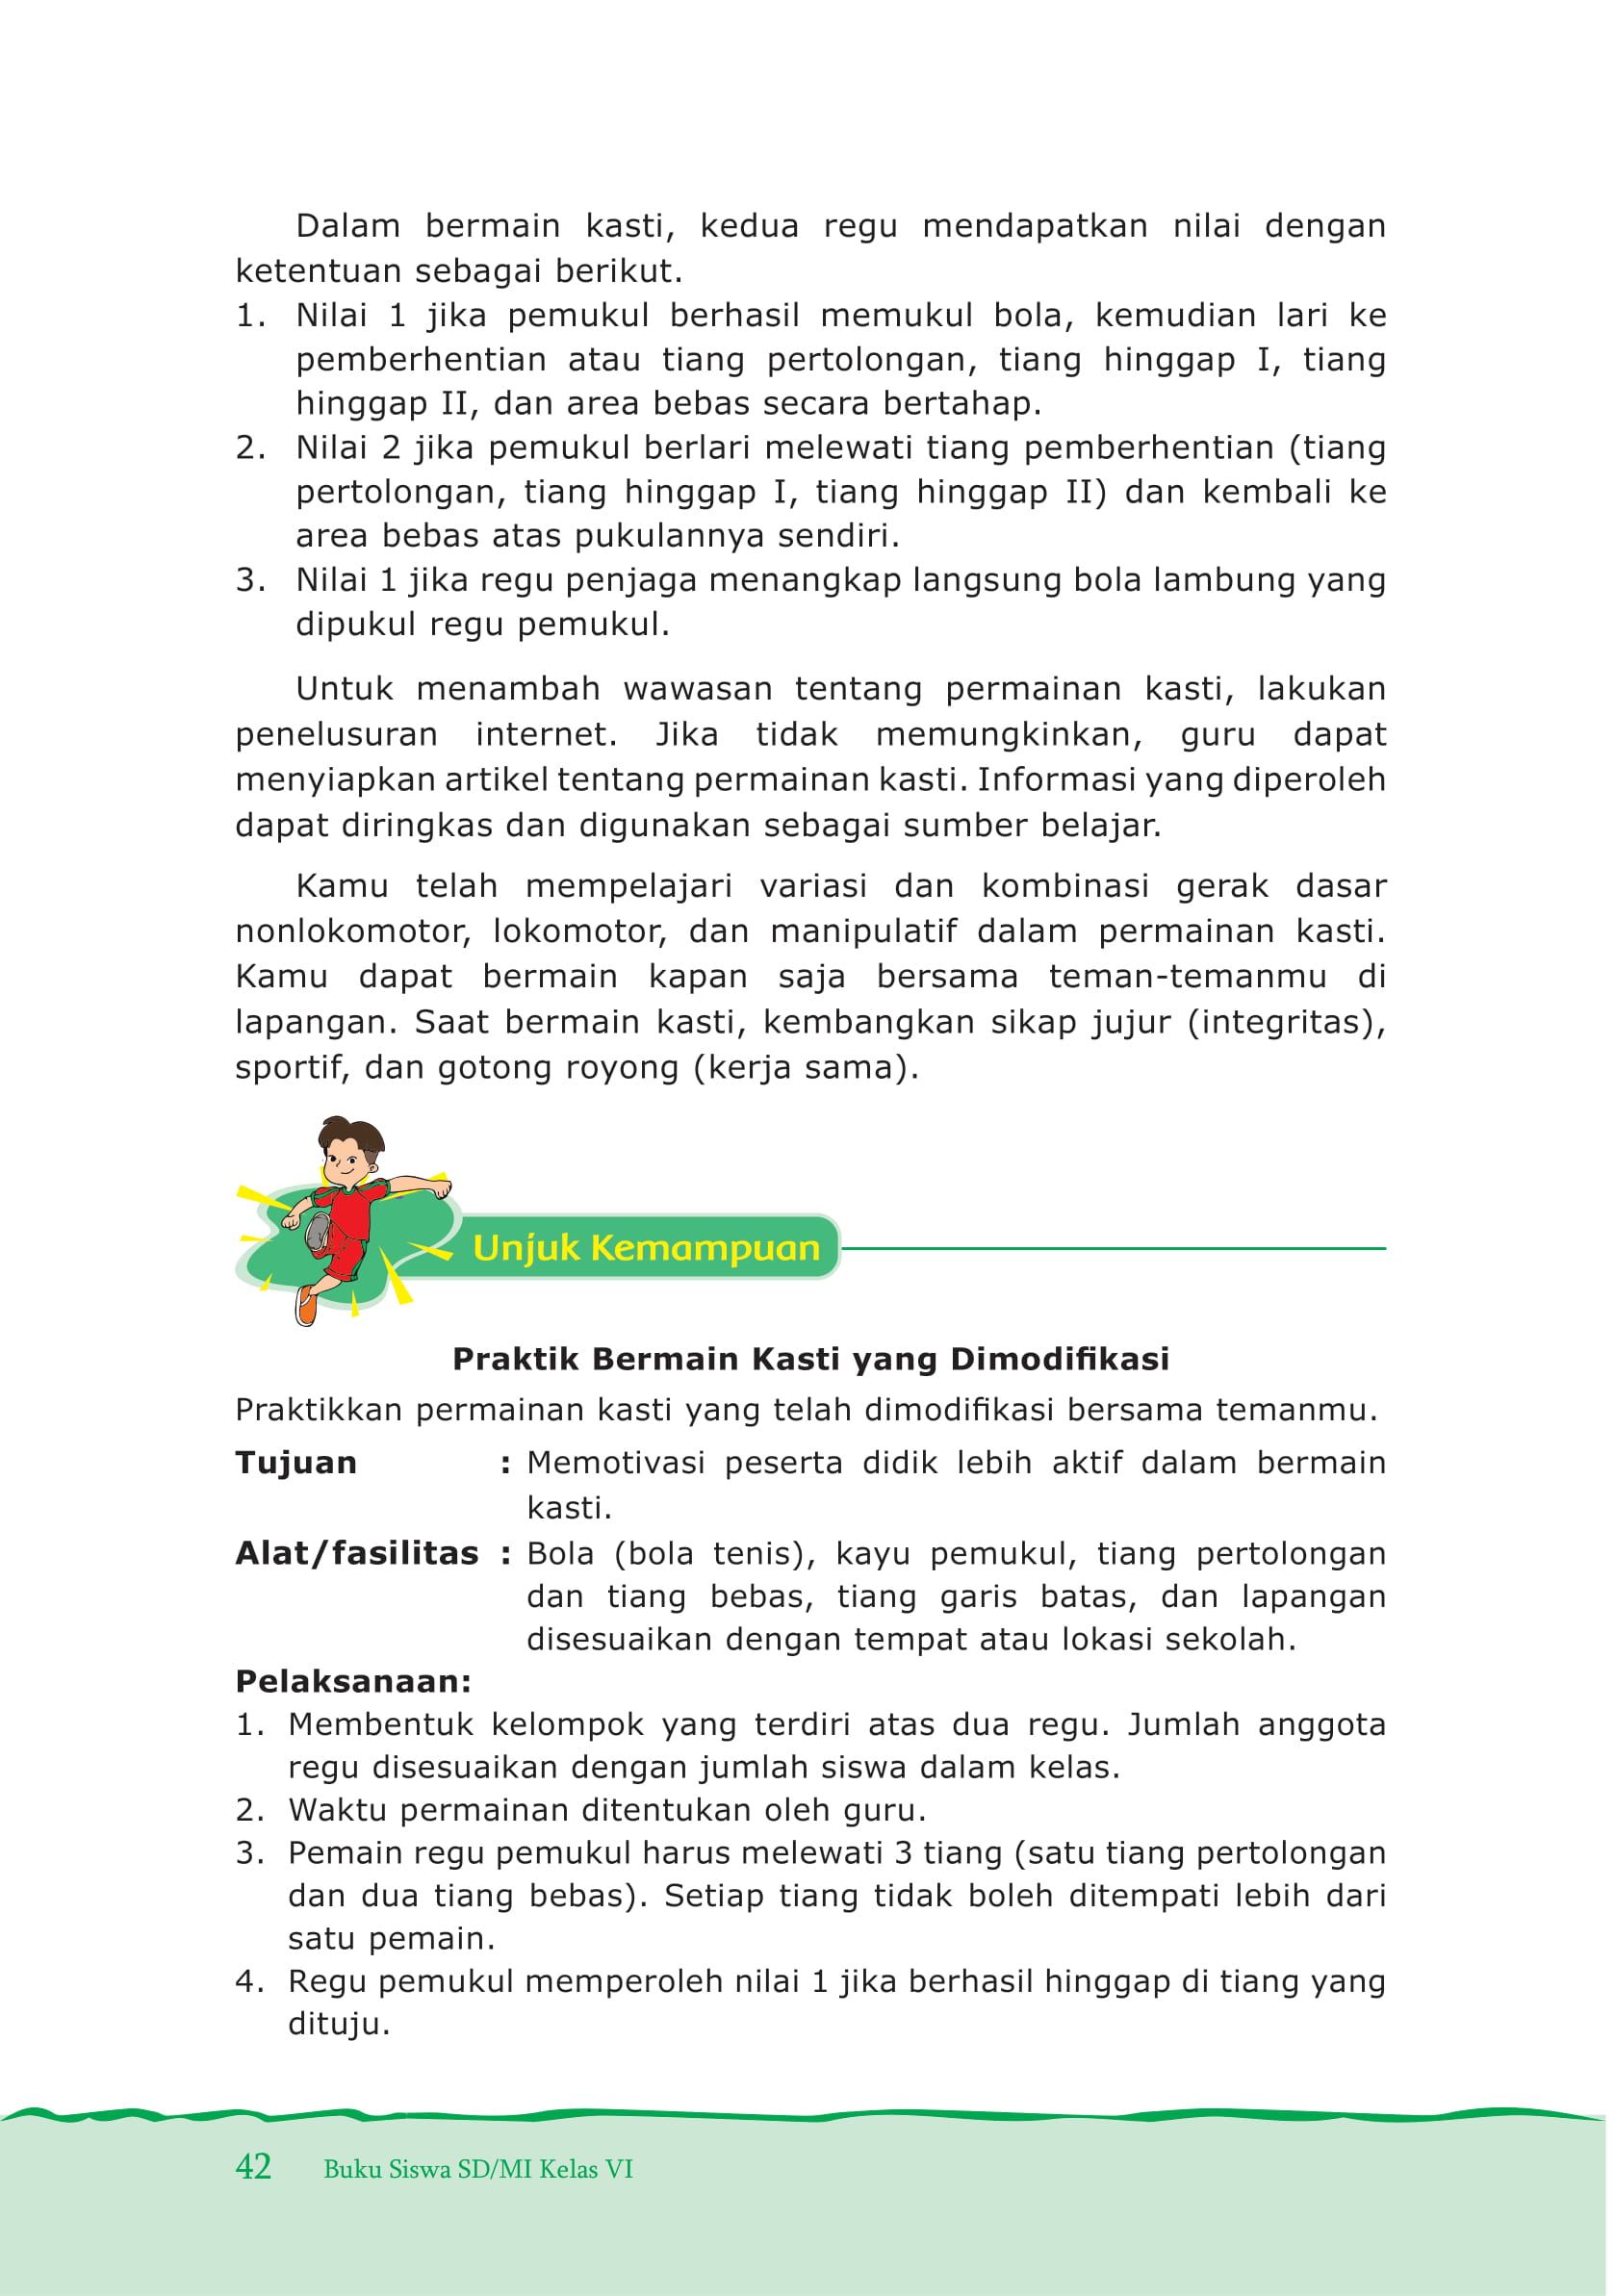 Dalam bermain kasti, kedua regu mendapatkan nilai dengan
ketentuan sebagai berikut.
1. Nilai 1 jika pemukul berhasil memukul bola, kemudian lari ke
pemberhentian atau tiang pertolongan, tiang hinggap I, tiang
hinggap II, dan area bebas secara bertahap.
2. Nilai 2 jika pemukul berlari melewati tiang pemberhentian (tiang
pertolongan, tiang hinggap I, tiang hinggap II) dan kembali ke
area bebas atas pukulannya sendiri.
3. Nilai 1 jika regu penjaga menangkap langsung bola lambung yang
dipukul regu pemukul.
Untuk menambah wawasan tentang permainan kasti, lakukan
penelusuran internet. Jika tidak memungkinkan, guru dapat
menyiapkan artikel tentang permainan kasti. Informasi yang diperoleh
dapat diringkas dan digunakan sebagai sumber belajar.
Kamu telah mempelajari variasi dan kombinasi gerak dasar
nonlokomotor, lokomotor, dan manipulatif dalam permainan kasti.
Kamu dapat bermain kapan saja bersama teman-temanmu di
lapangan. Saat bermain kasti, kembangkan sikap jujur (integritas),
sportif, dan gotong royong (kerja sama).
Unjuk Kemampuan
Praktik Bermain Kasti yang Dimodifikasi
Praktikkan permainan kasti yang telah dimodifikasi bersama temanmu.
Tujuan : Memotivasi peserta didik lebih aktif dalam bermain
kasti.
Alat/fasilitas : Bola (bola tenis), kayu pemukul, tiang pertolongan
dan tiang bebas, tiang garis batas, dan lapangan
disesuaikan dengan tempat atau lokasi sekolah.
Pelaksanaan:
1. Membentuk kelompok yang terdiri atas dua regu. Jumlah anggota
regu disesuaikan dengan jumlah siswa dalam kelas.
2. Waktu permainan ditentukan oleh guru.
3. Pemain regu pemukul harus melewati 3 tiang (satu tiang pertolongan
dan dua tiang bebas). Setiap tiang tidak boleh ditempati lebih dari
satu pemain.
4. Regu pemukul memperoleh nilai 1 jika berhasil hinggap di tiang yang
dituju.
42 Buku Siswa SD/MI Kelas VI